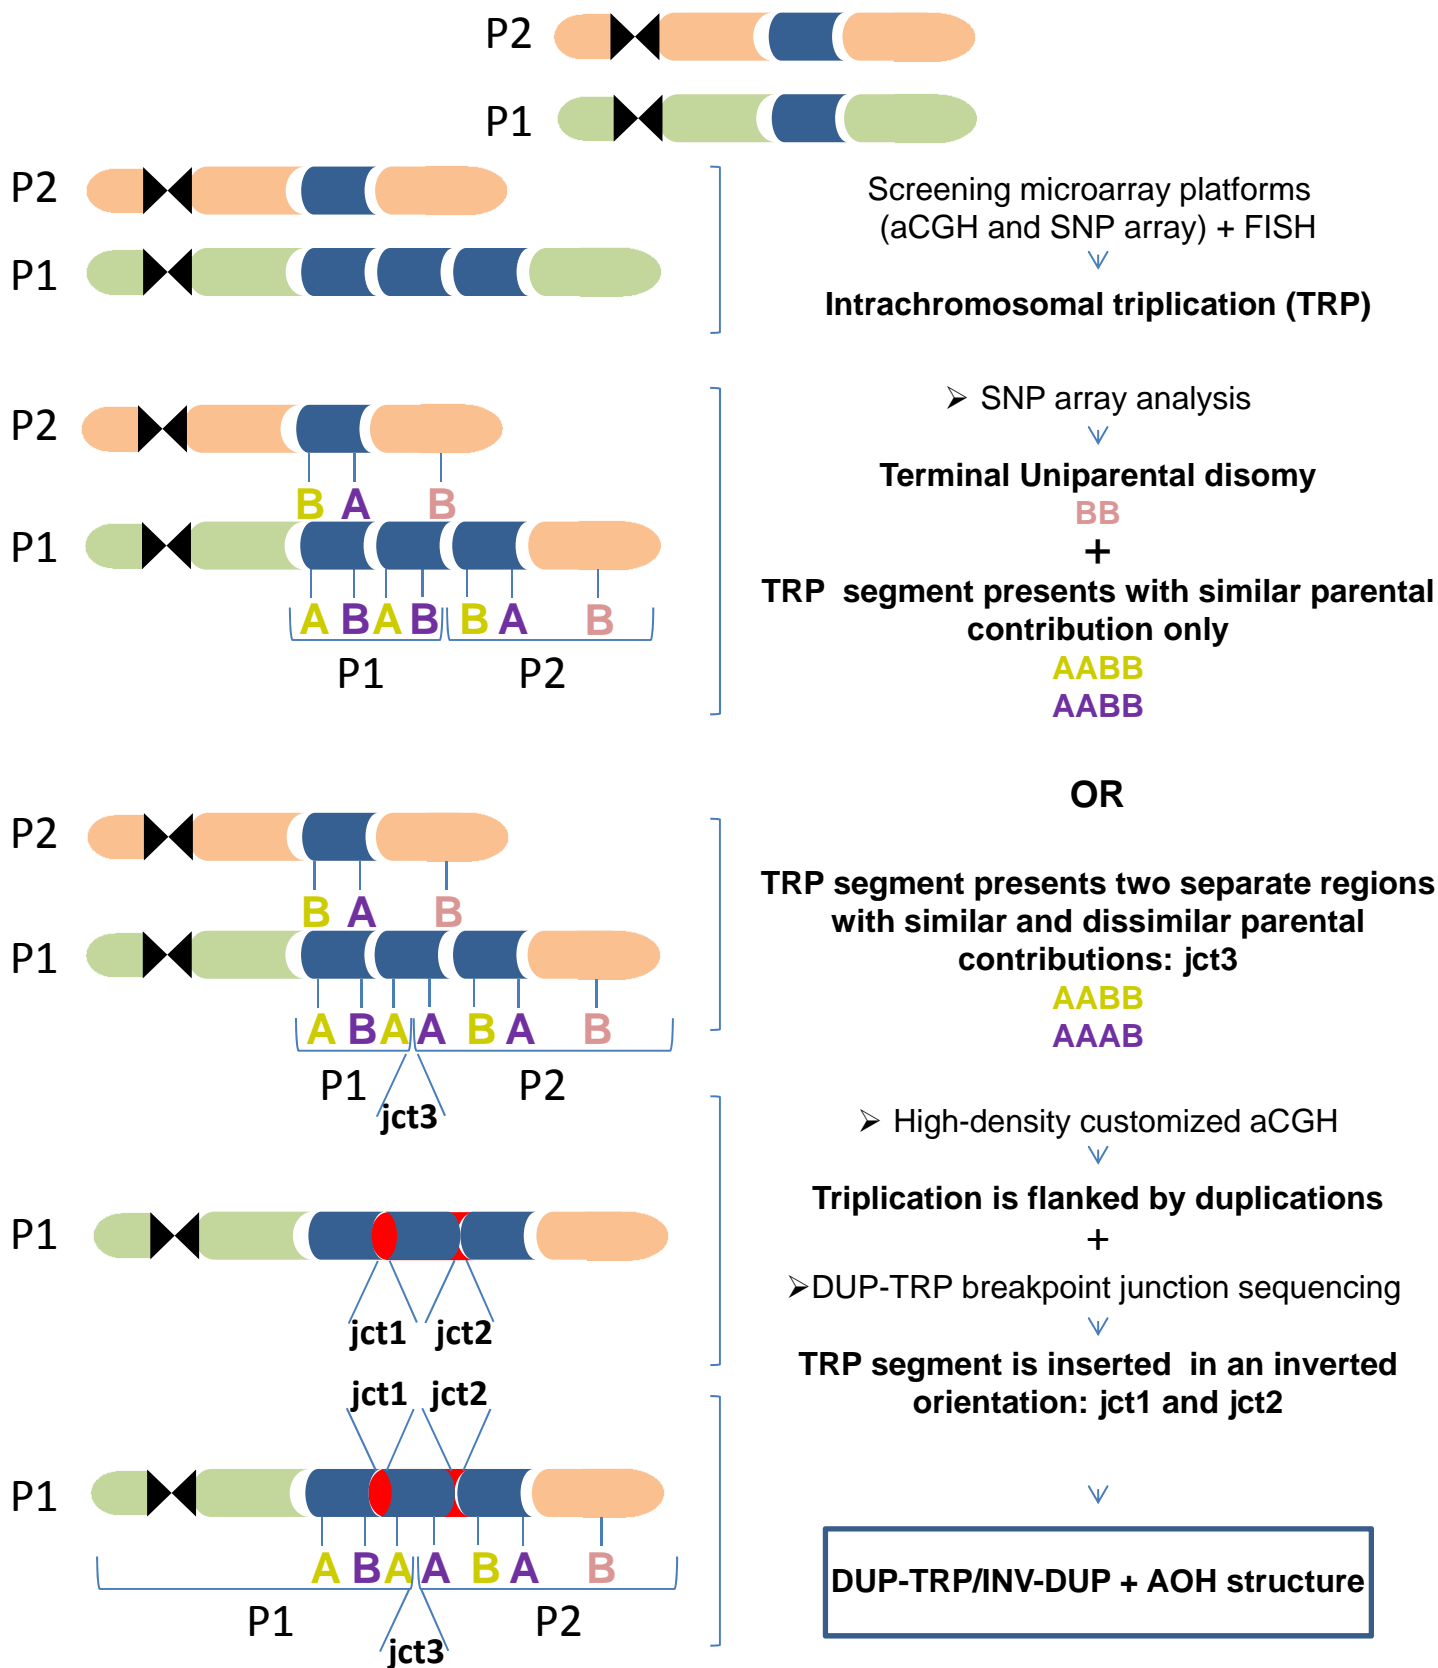 P2
P1
P2
P1
Screening microarray platforms
(aCGH and SNP array) + FISH
Intrachromosomal triplication (TRP)
P2
B A B
P1
A B A B B A B
P1 P2
➢ SNP array analysis
Terminal Uniparental disomy
BB
+
TRP segment presents with similar parental
contribution only
AABB
AABB
OR
P2
B A B
P1
A B A A B A B
P1 P2
jct3
TRP segment presents two separate regions
with similar and dissimilar parental
contributions: jct3
AABB
AAAB
P1
jct1 jct2
➢ High-density customized aCGH
Triplication is flanked by duplications
+
➢DUP-TRP breakpoint junction sequencing
TRP segment is inserted in an inverted
orientation: jct1 and jct2
jct1 jct2
P1
A B A A B A B
P1 P2
jct3
DUP-TRP/INV-DUP + AOH structure